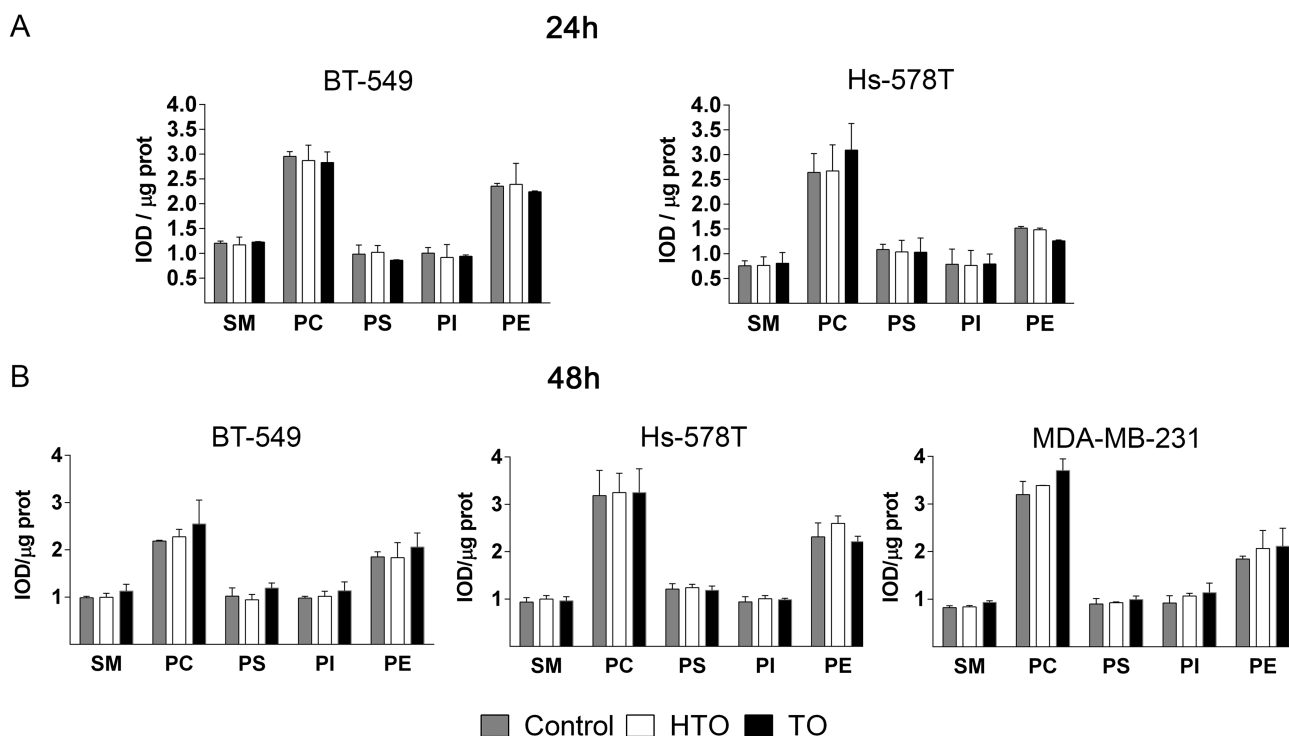 A
24h
BT-549
Hs-578T
IOD / µg prot
4.0
3.5
3.0
2.5
2.0
1.5
1.0
0.5
SM PC PS PI PE
IOD / µg prot
4.0
3.5
3.0
2.5
2.0
1.5
1.0
0.5
SM PC PS PI PE
B
48h
BT-549
Hs-578T
MDA-MB-231
IOD/µg prot
4
3
2
1
SM PC PS PI PE
IOD/µg prot
4
3
2
1
SM PC PS PI PE
IOD/µg prot
4
3
2
1
SM PC PS PI PE
Control HTO TO